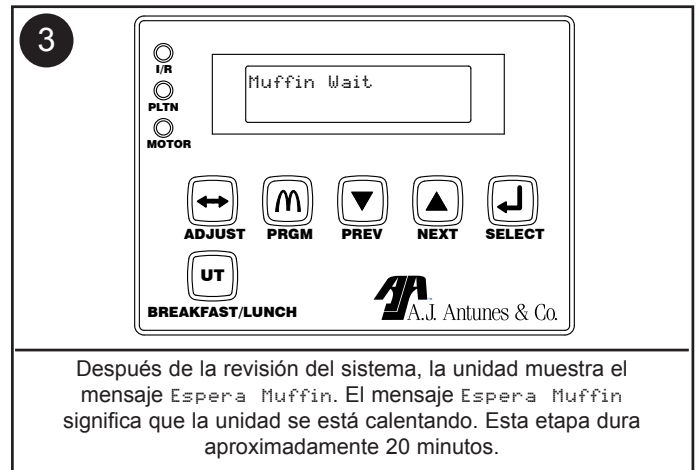 3
I/R
Muffin Wait
PLTN
MOTOR
ADJUST PRGM PREV NEXT SELECT
UT
BREAKFAST/LUNCH
AJA A.J. Antunes & Co.
Después de la revisión del sistema, la unidad muestra el
mensaje Espera Muffin. El mensaje Espera Muffin
significa que la unidad se está calentando. Esta etapa dura
aproximadamente 20 minutos.